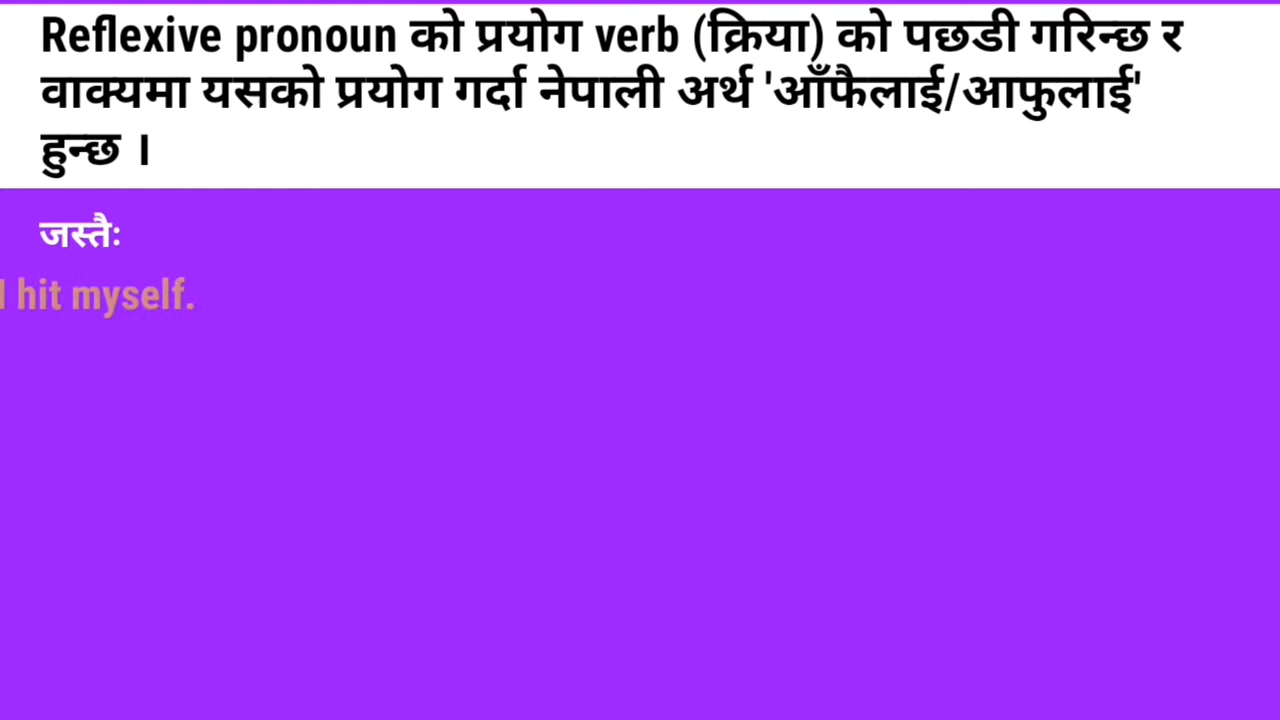 Reflexive pronoun को प्रयोग verb (क्रिया) को पछडी गरिन्छ र
वाक्यमा यसको प्रयोग गर्दा नेपाली अर्थ 'आँफैलाई/आफुलाई'
हुन्छ ।
जस्तैः
I hit myself.